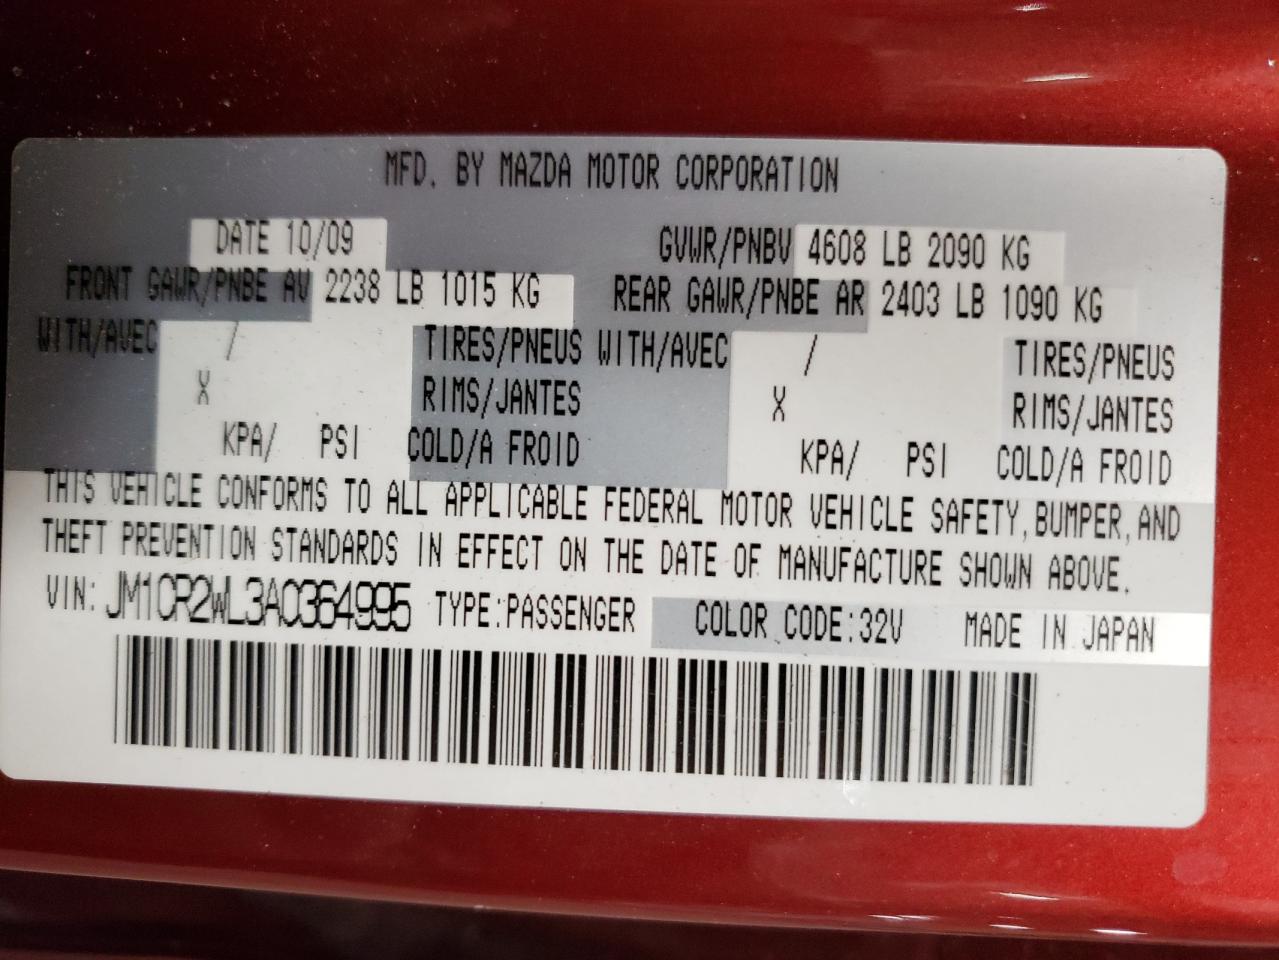 MFD. BY MAZDA MOTOR CORPORATION
DATE 10/09 GVWR/PNBV 4608 LB 2090 KG
FRONT GAWR/PNBE AV 2238 LB 1015 KG REAR GAWR/PNBE AR 2403 LB 1090 KG
WITH/AVEC / TIRES/PNEUS WITH/AVEC / TIRES/PNEUS
X RIMS/JANTES X RIMS/JANTES
KPA/ PSI COLD/A FROID KPA/ PSI COLD/A FROID
THIS VEHICLE CONFORMS TO ALL APPLICABLE FEDERAL MOTOR VEHICLE SAFETY, BUMPER, AND
THEFT PREVENTION STANDARDS IN EFFECT ON THE DATE OF MANUFACTURE SHOWN ABOVE.
VIN: JM1CR2WL3A0364995 TYPE:PASSENGER COLOR CODE:32V MADE IN JAPAN